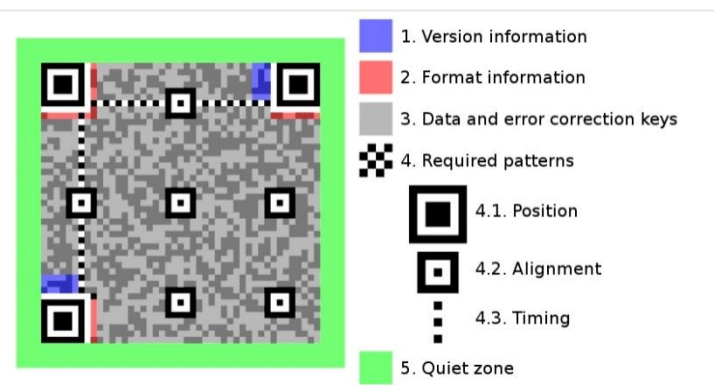 1. Version information
2. Format information
3. Data and error correction keys
4. Required patterns
4.1. Position
4.2. Alignment
4.3. Timing
5. Quiet zone